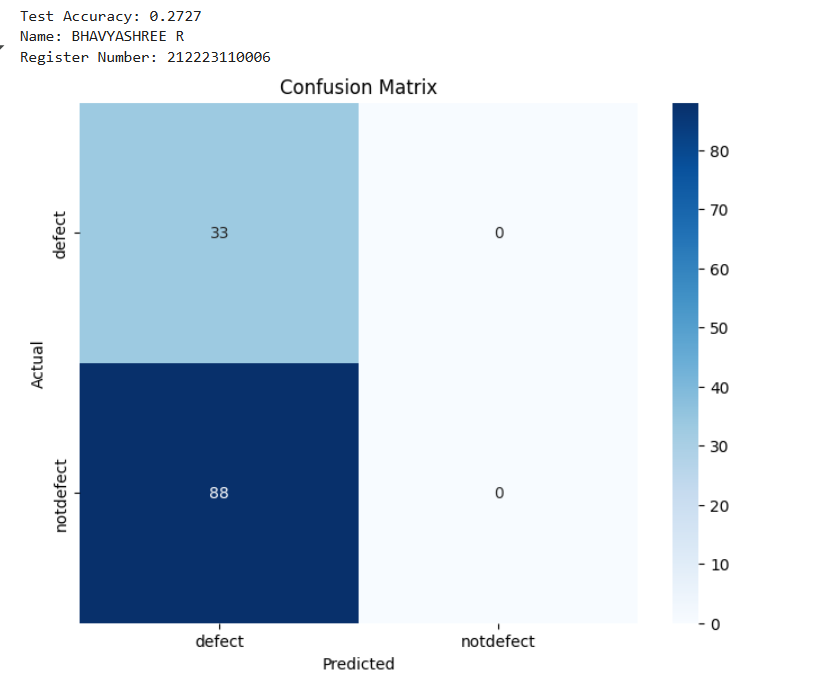 Test Accuracy: 0.2727
Name: BHAVYASHREE R
Register Number: 212223110006
Confusion Matrix
defect
33
0
80
70
60
50
Actual
40
30
notdefect
88
0
20
10
0
defect
notdefect
Predicted